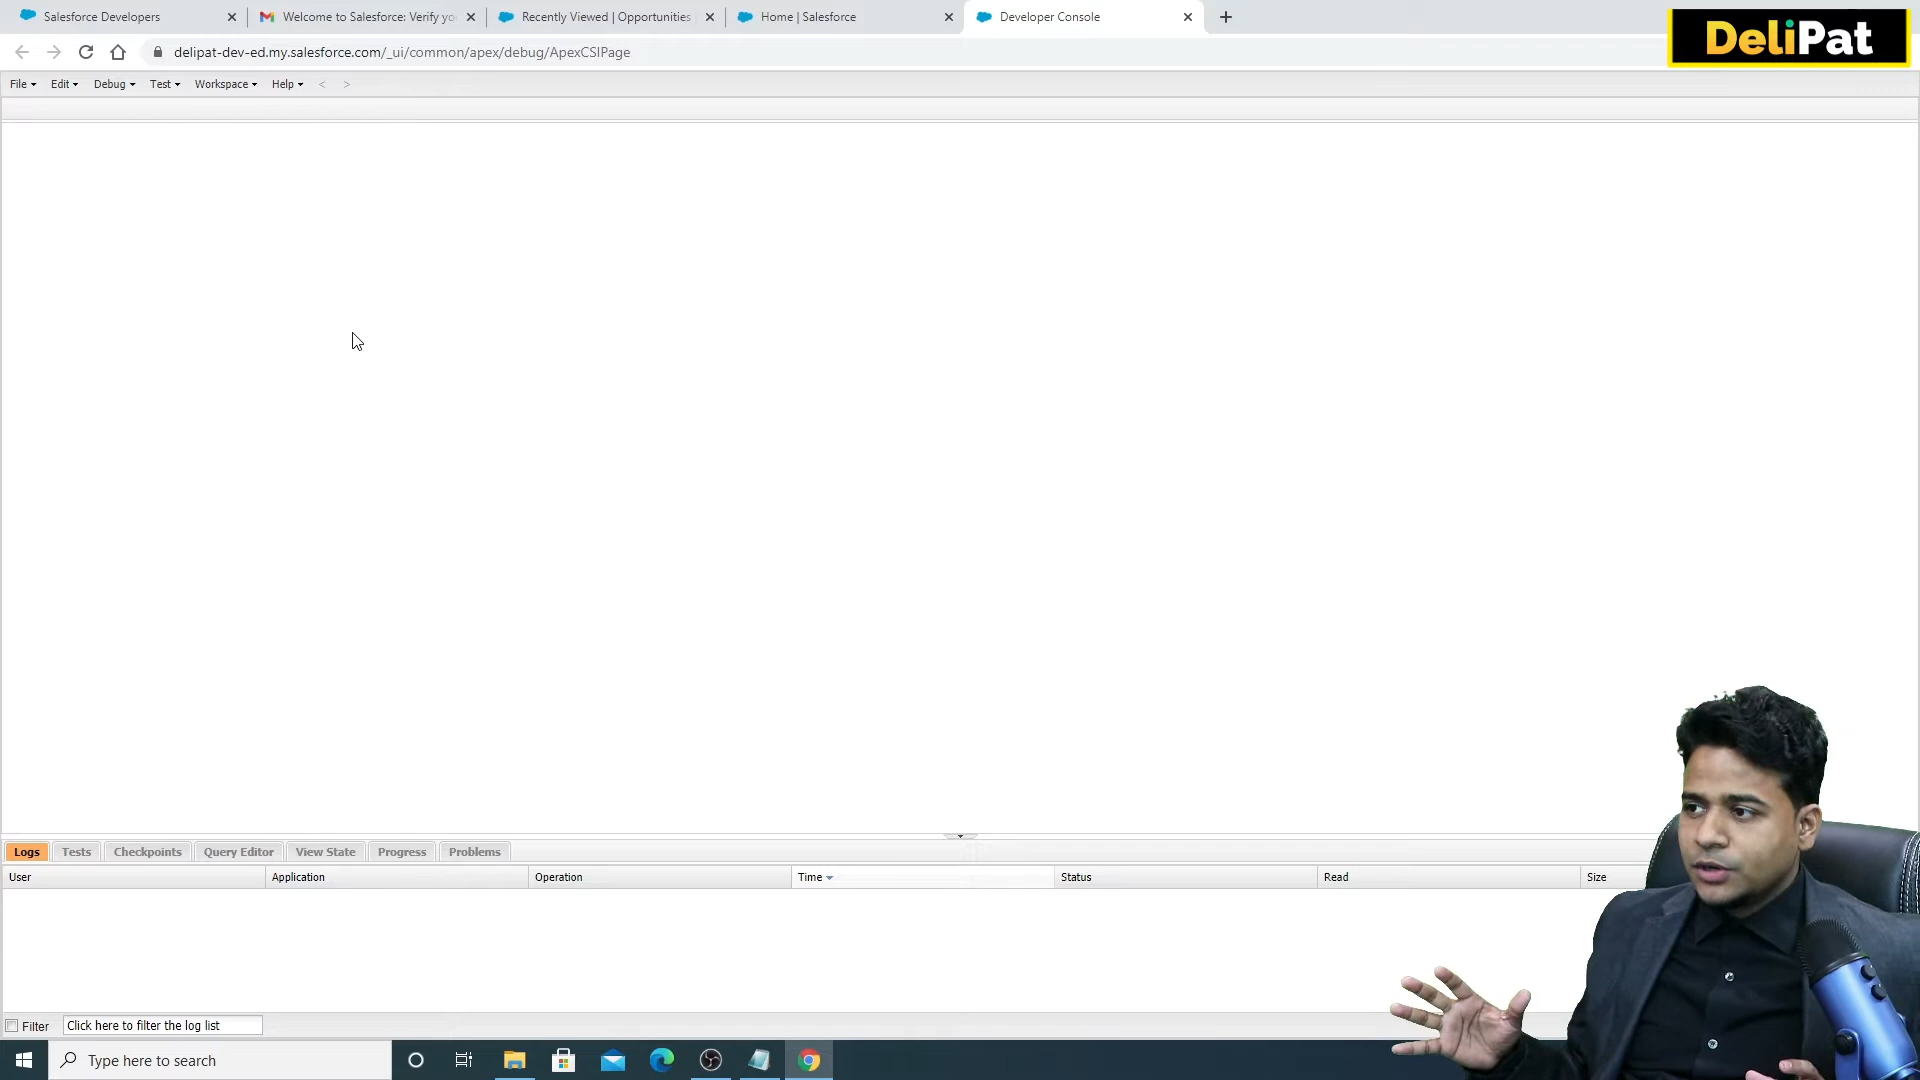 Salesforce Developers
Welcome to Salesforce: Verify yo
Recently Viewed | Opportunities
Home | Salesforce
Developer Console
delipat-dev-ed.my.salesforce.com/_ui/common/apex/debug/ApexCSIPage
DeliPat
File Edit Debug Test Workspace Help < >
Logs Tests Checkpoints Query Editor View State Progress Problems
User Application Operation Time Status Read Size
Filter Click here to filter the log list
Type here to search